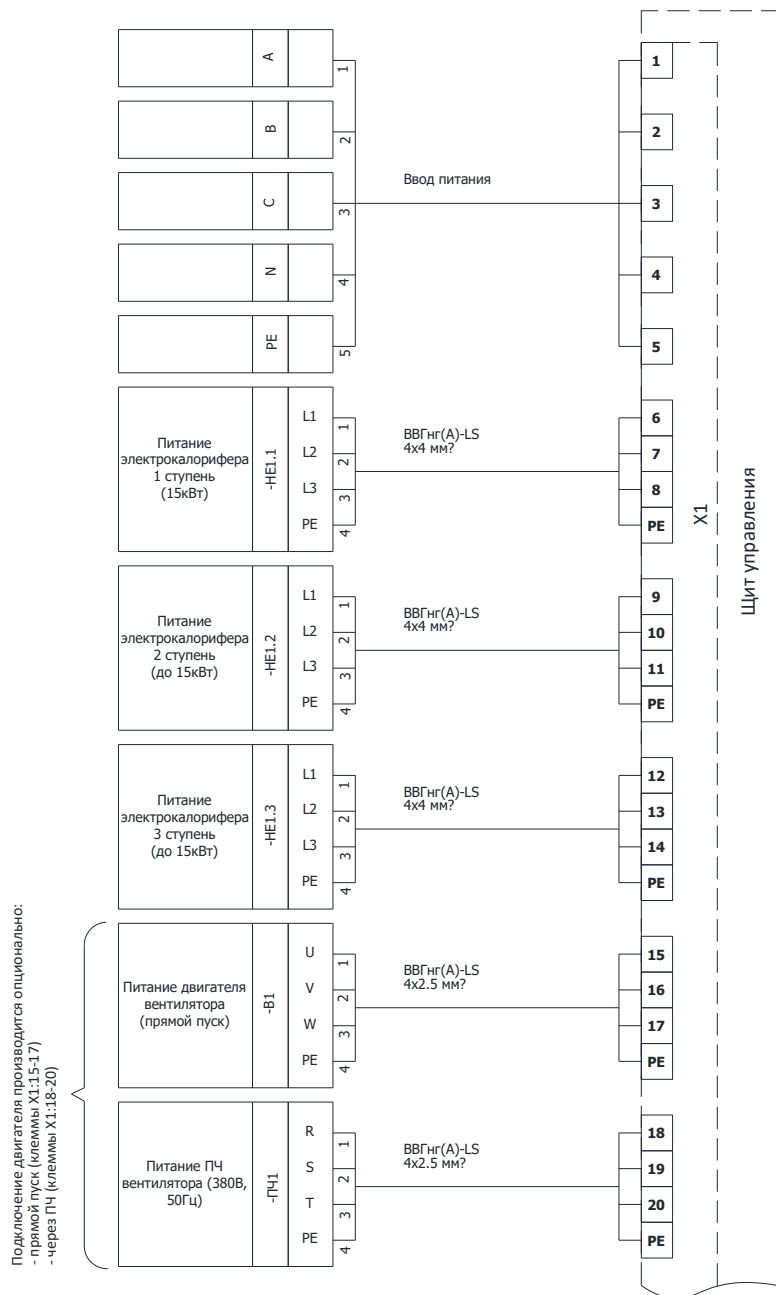 A
1
1
B
2
2
C
3
Ввод питания
3
N
4
4
PE
5
5
Питание
электрокалорифера
1 ступень
(15кВт)
-HE1.1
L1
L2
L3
PE
1
2
3
4
ВВГнг(А)-LS
4х4 мм?
6
7
8
PE
Питание
электрокалорифера
2 ступень
(до 15кВт)
-HE1.2
L1
L2
L3
PE
1
2
3
4
ВВГнг(А)-LS
4х4 мм?
9
10
11
PE
Питание
электрокалорифера
3 ступень
(до 15кВт)
-HE1.3
L1
L2
L3
PE
1
2
3
4
ВВГнг(А)-LS
4х4 мм?
12
13
14
PE
Питание двигателя
вентилятора
(прямой пуск)
-В1
U
V
W
PE
1
2
3
4
ВВГнг(А)-LS
4х2.5 мм?
15
16
17
PE
Питание ПЧ
вентилятора (380В,
50Гц)
-ПЧ1
R
S
T
PE
1
2
3
4
ВВГнг(А)-LS
4х2.5 мм?
18
19
20
PE
X1
Щит управления
Подключение двигателя производится опционально:
- прямой пуск (клеммы X1:15-17)
- через ПЧ (клеммы X1:18-20)